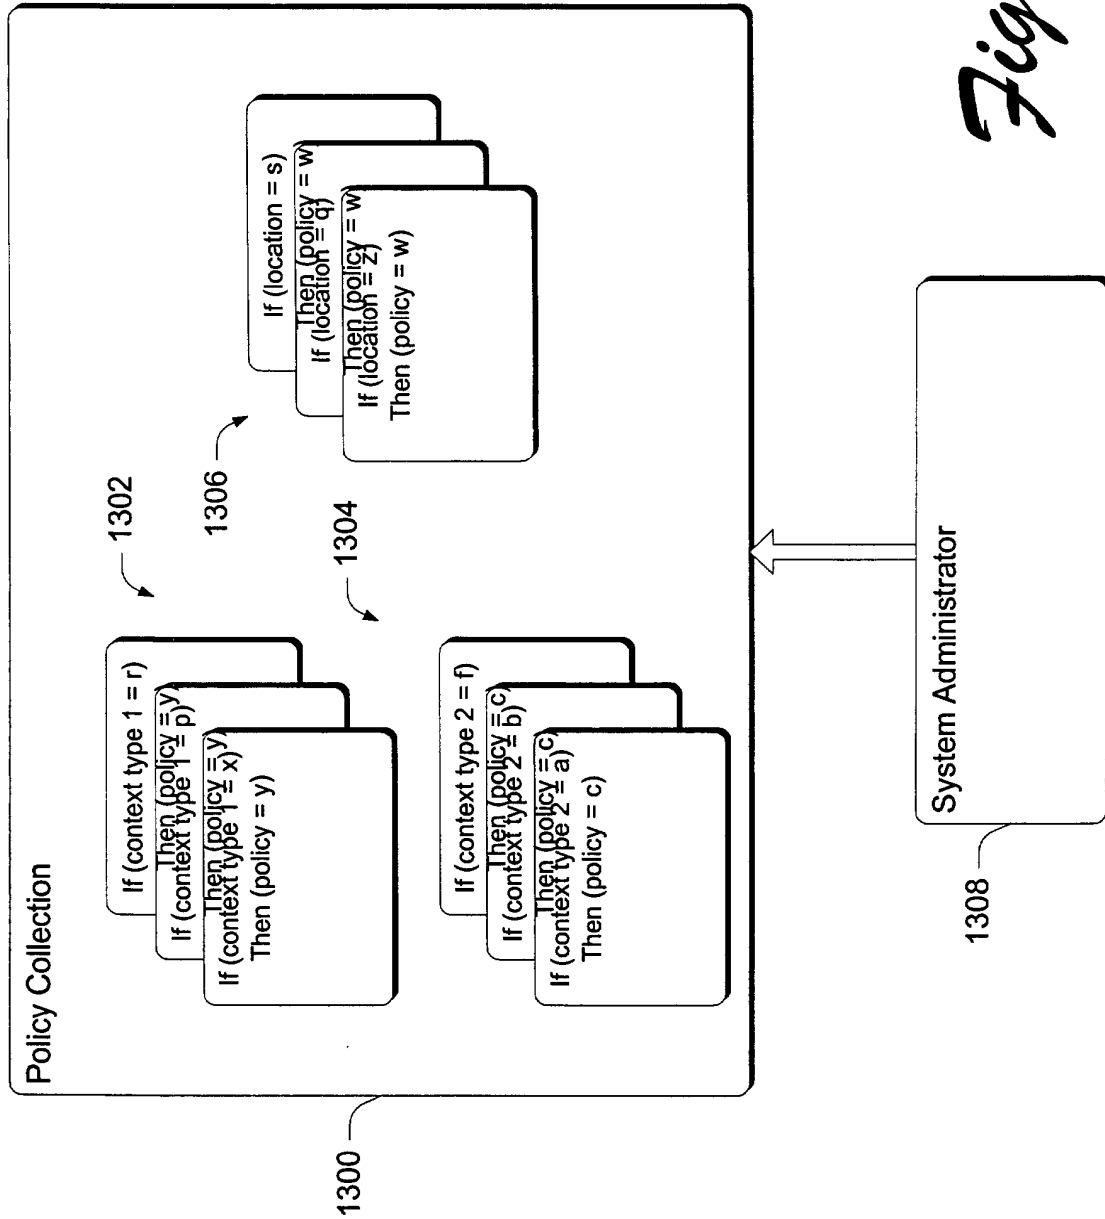 Policy Collection
1302
If (context type 1 = r)
Then (policy = y
If (context type 1 = p)
Then (policy = y
If (context type 1 = x)
Then (policy = y)
1306
If (location = s)
Then (policy = w
If (location = q)
Then (policy = w
If (location = z)
Then (policy = w)
1304
If (context type 2 = f)
Then (policy = c)
If (context type 2 = b)
Then (policy = c)
If (context type 2 = a)
Then (policy = c)
1300
System Administrator
1308
Fig